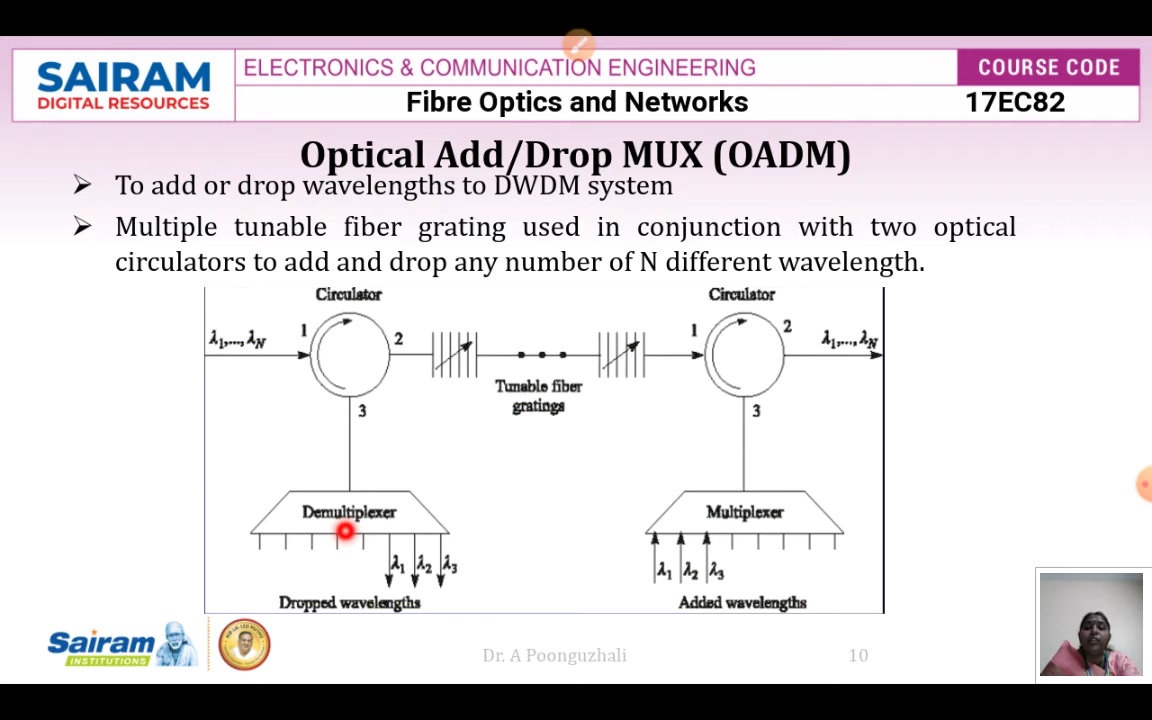 SAIRAM
DIGITAL RESOURCES
ELECTRONICS & COMMUNICATION ENGINEERING
COURSE CODE
Fibre Optics and Networks
17EC82
Optical Add/Drop MUX (OADM)
➢ To add or drop wavelengths to DWDM system
➢ Multiple tunable fiber grating used in conjunction with two optical
circulators to add and drop any number of N different wavelength.
Circulator
Circulator
λ1,..., λN
1
2
1
2
λ1,..., λN
Tunable fiber
gratings
3
3
Demultiplexer
Multiplexer
λ1 λ2 λ3
λ1 λ2 λ3
Dropped wavelengths
Added wavelengths
Sairam
INSTITUTIONS
Dr. A Poonguzhali
10